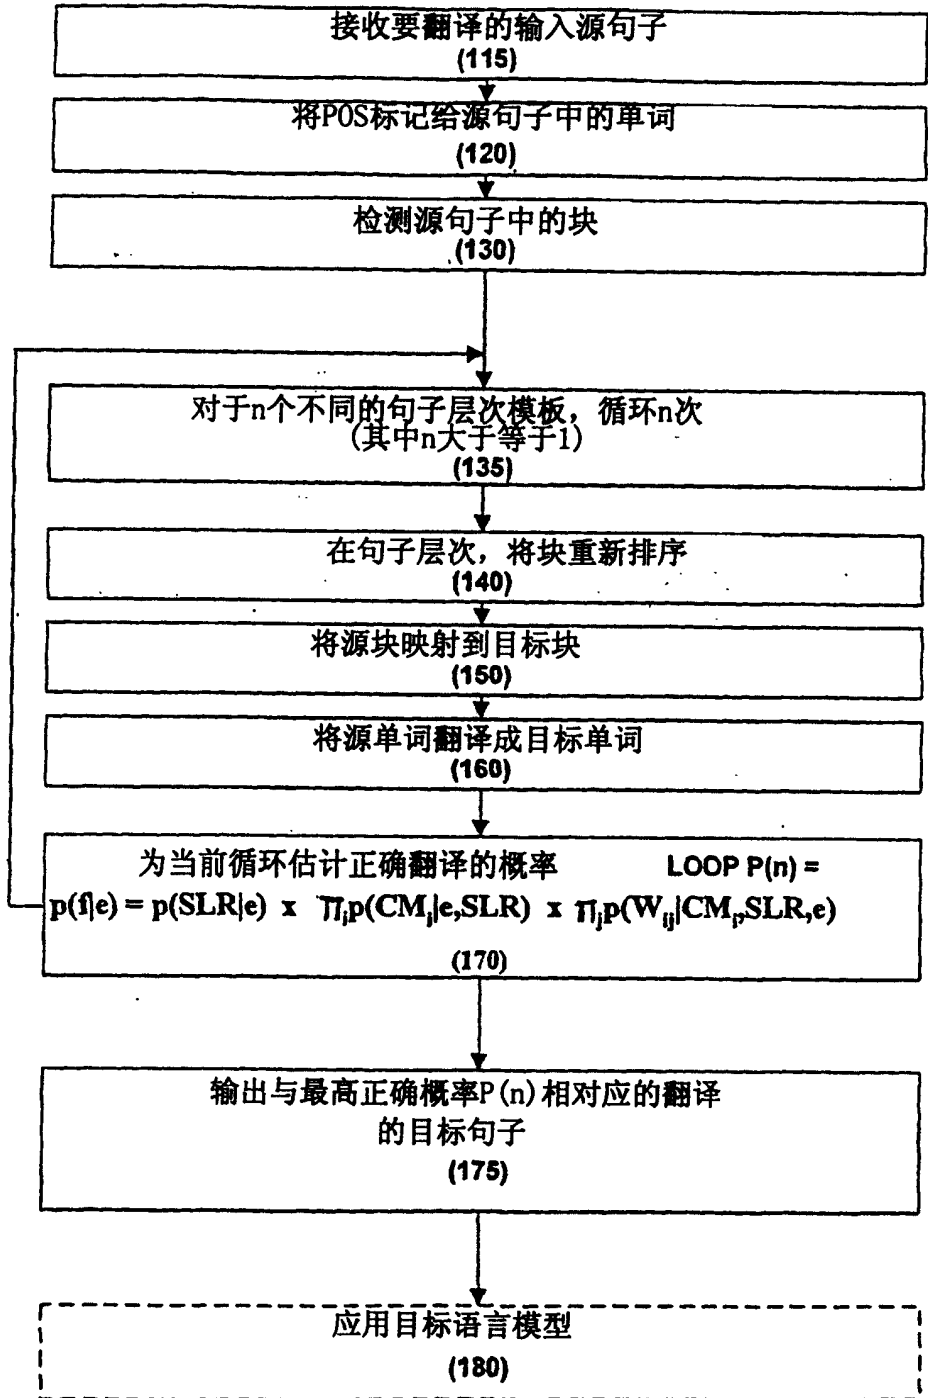 接收要翻译的输入源句子
(115)
将POS标记给源句子中的单词
(120)
检测源句子中的块
(130)
对于n个不同的句子层次模板，循环n次
(其中n大于等于1)
(135)
在句子层次，将块重新排序
(140)
将源块映射到目标块
(150)
将源单词翻译成目标单词
(160)
为当前循环估计正确翻译的概率 LOOP P(n) =
p(f|e) = p(SLR|e) x ∏ᵢp(CMᵢ|e,SLR) x ∏ⱼp(Wᵢⱼ|CMᵢ,SLR,e)
(170)
输出与最高正确概率P(n)相对应的翻译
的目标句子
(175)
应用目标语言模型
(180)